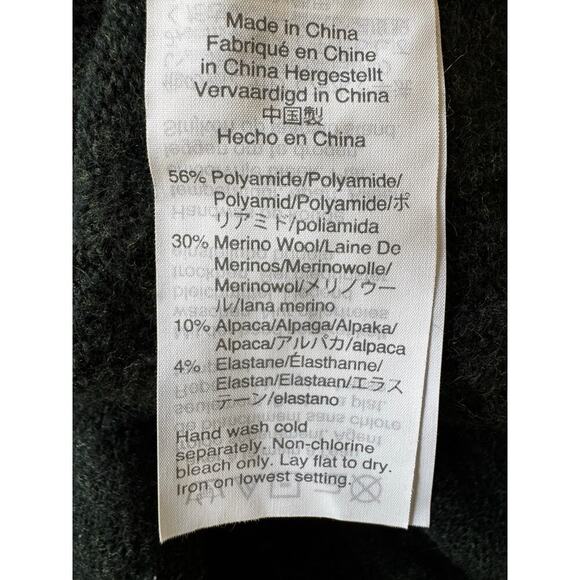 Made in China
Fabriqué en Chine
in China Hergestellt
Vervaardigd in China
中国製
Hecho en China
56% Polyamide/Polyamide/
Polyamid/Polyamide/ポ
リアミド/poliamida
30% Merino Wool/Laine De
Merinos/Merinowolle/
Merinowol/メリノウー
ル/lana merino
10% Alpaca/Alpaga/Alpaka/
Alpaca/アルパカ/alpaca
4% Elastane/Élasthanne/
Elastan/Elastaan/エラス
テーン/elastano
Hand wash cold
separately. Non-chlorine
bleach only. Lay flat to dry.
Iron on lowest setting.